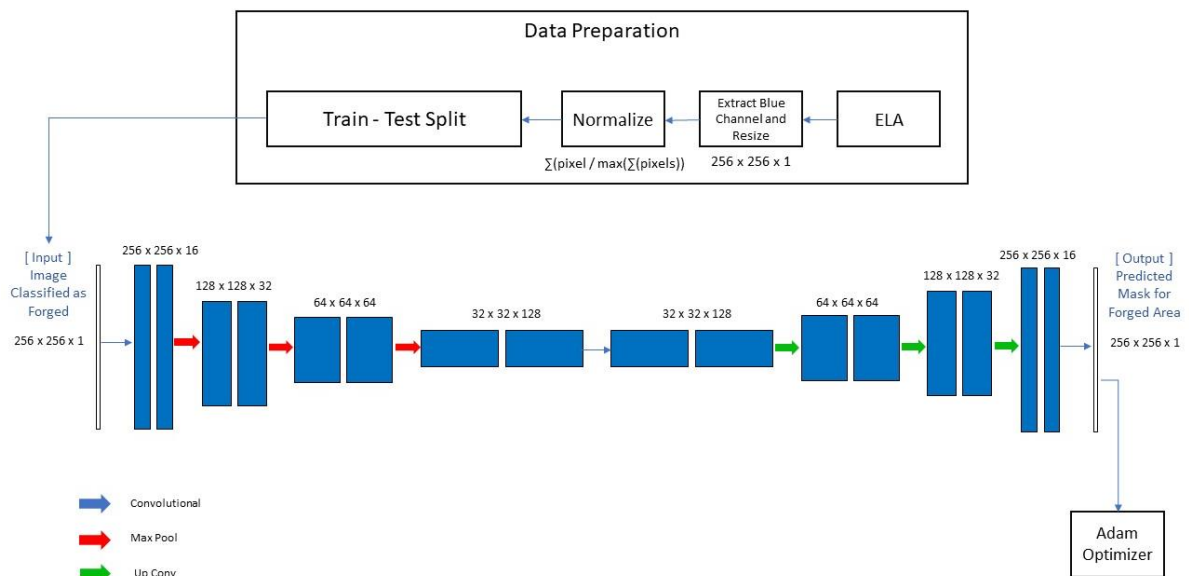 Data Preparation
Train - Test Split
Normalize
Extract Blue
Channel and
Resize
ELA
∑(pixel / max(∑(pixels))
256 x 256 x 1
[ Input ]
Image
Classified as
Forged
256 x 256 x 1
256 x 256 x 16
128 x 128 x 32
64 x 64 x 64
32 x 32 x 128
32 x 32 x 128
64 x 64 x 64
128 x 128 x 32
256 x 256 x 16
[ Output ]
Predicted
Mask for
Forged Area
256 x 256 x 1
Convolutional
Max Pool
Up Conv
Adam
Optimizer